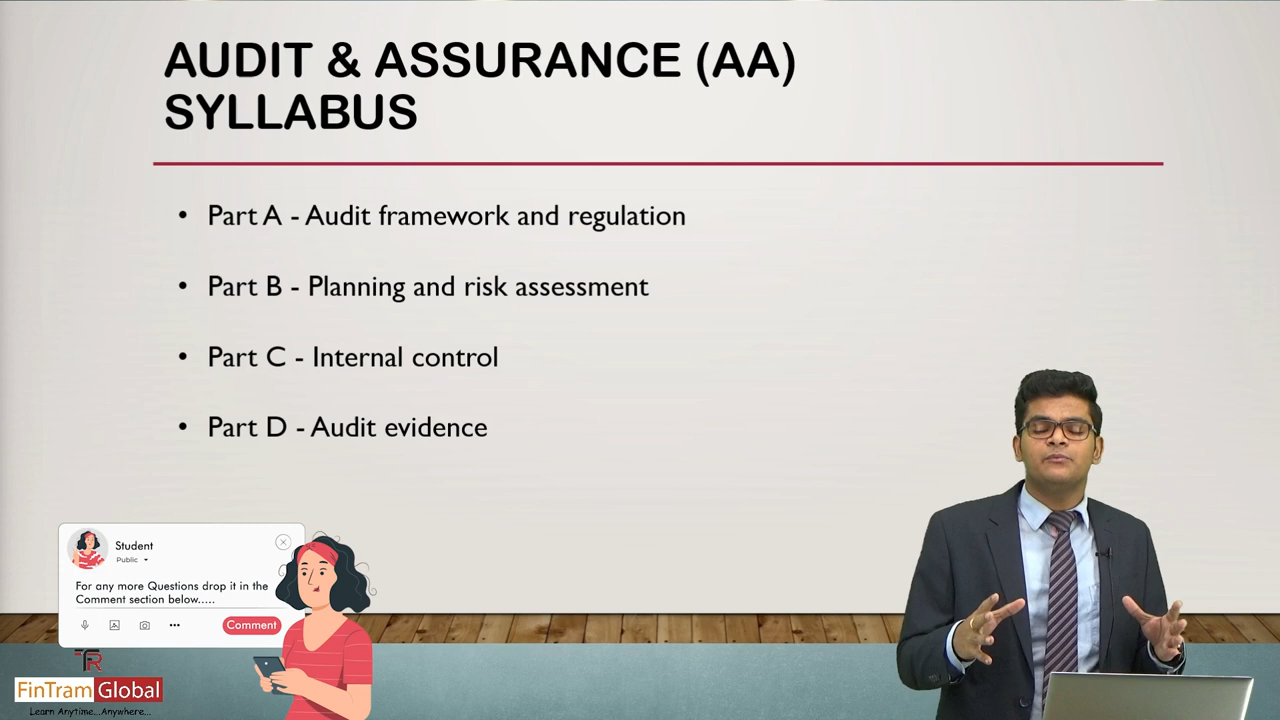 AUDIT & ASSURANCE (AA)
SYLLABUS
• Part A - Audit framework and regulation
• Part B - Planning and risk assessment
• Part C - Internal control
• Part D - Audit evidence
Student
Public
For any more Questions drop it in the
Comment section below.....
Comment
FinTram Global
Learn Anytime...Anywhere...